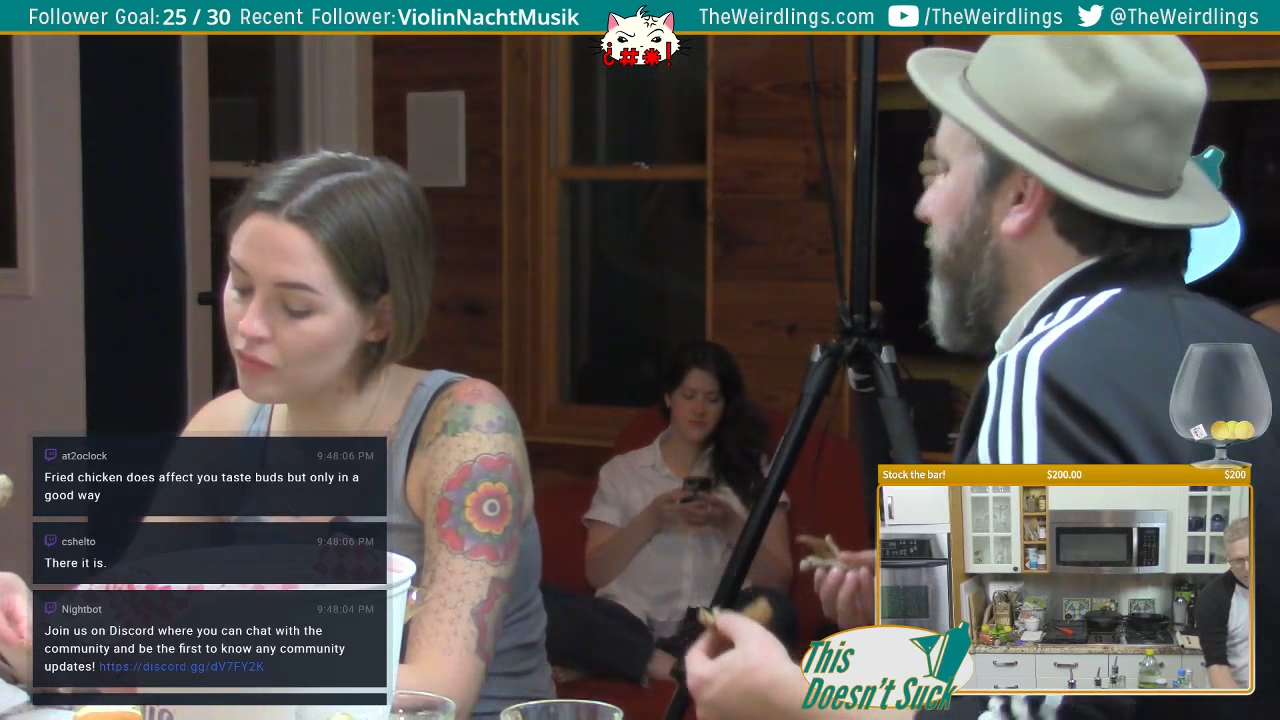 Follower Goal: 25 / 30 Recent Follower: ViolinNachtMusik
¿#*!
TheWeirdlings.com /TheWeirdlings @TheWeirdlings
at2oclock 9:48:06 PM
Fried chicken does affect you taste buds but only in a
good way
cshelto 9:48:06 PM
There it is.
Nightbot 9:48:04 PM
Join us on Discord where you can chat with the
community and be the first to know any community
updates! https://discord.gg/dV7FY2K
Stock the bar! $200.00 $200
This
Doesn't Suck